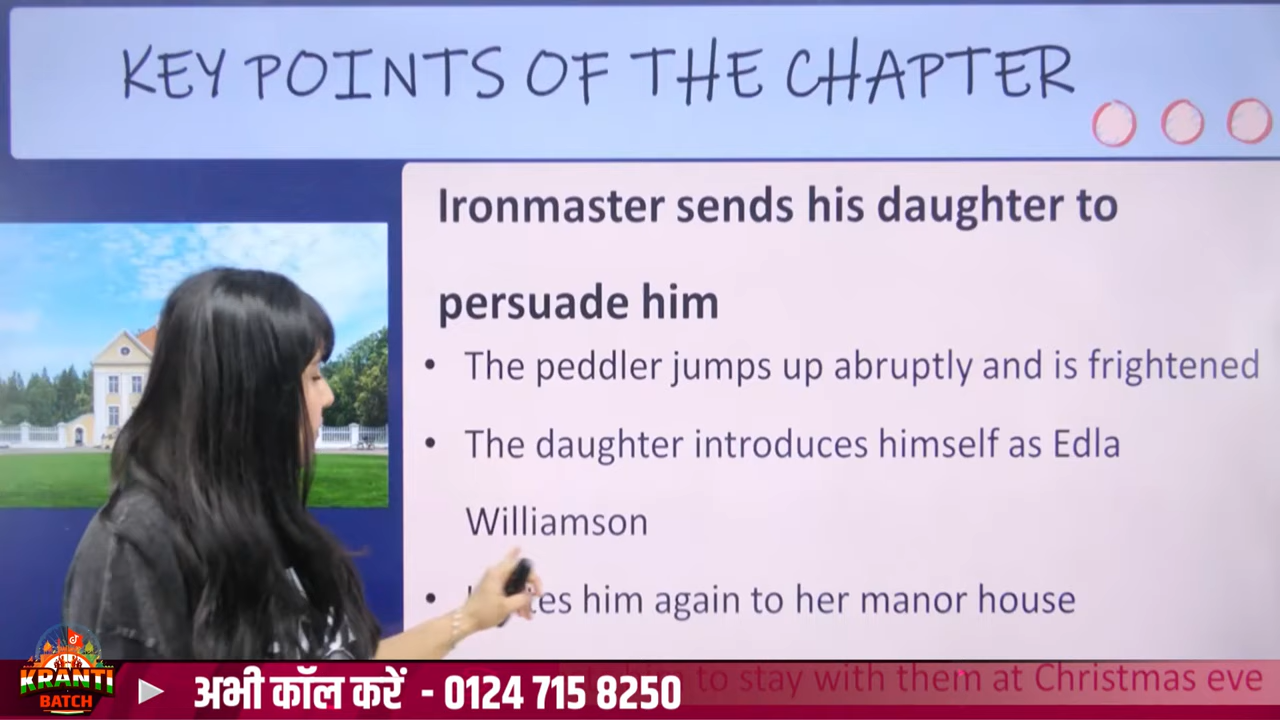 KEY POINTS OF THE CHAPTER
Ironmaster sends his daughter to
persuade him
• The peddler jumps up abruptly and is frightened
• The daughter introduces himself as Edla
Williamson
• him again to her manor house
to stay with them at Christmas eve
KRANTI
BATCH
अभी कॉल करें - 0124 715 8250